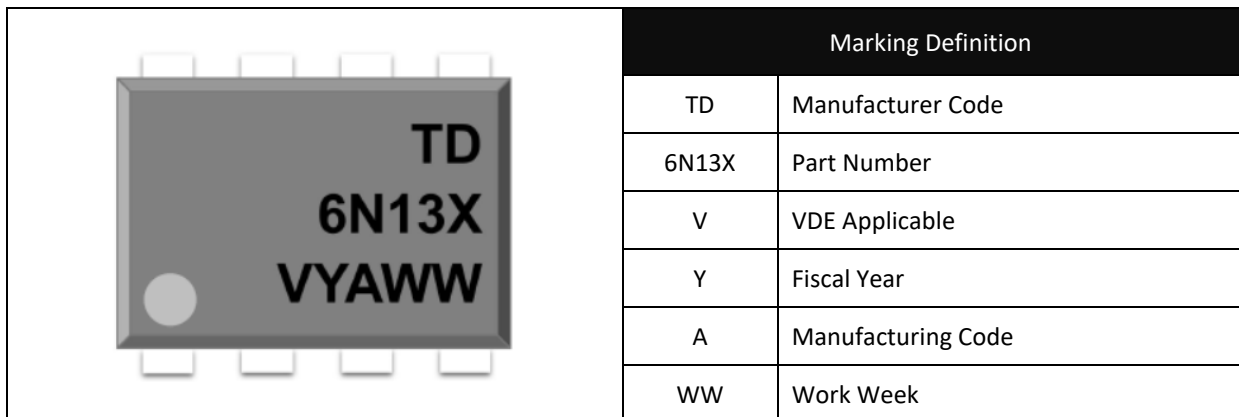 TD
6N13X
VYAWW
Marking Definition
TD Manufacturer Code
6N13X Part Number
V VDE Applicable
Y Fiscal Year
A Manufacturing Code
WW Work Week